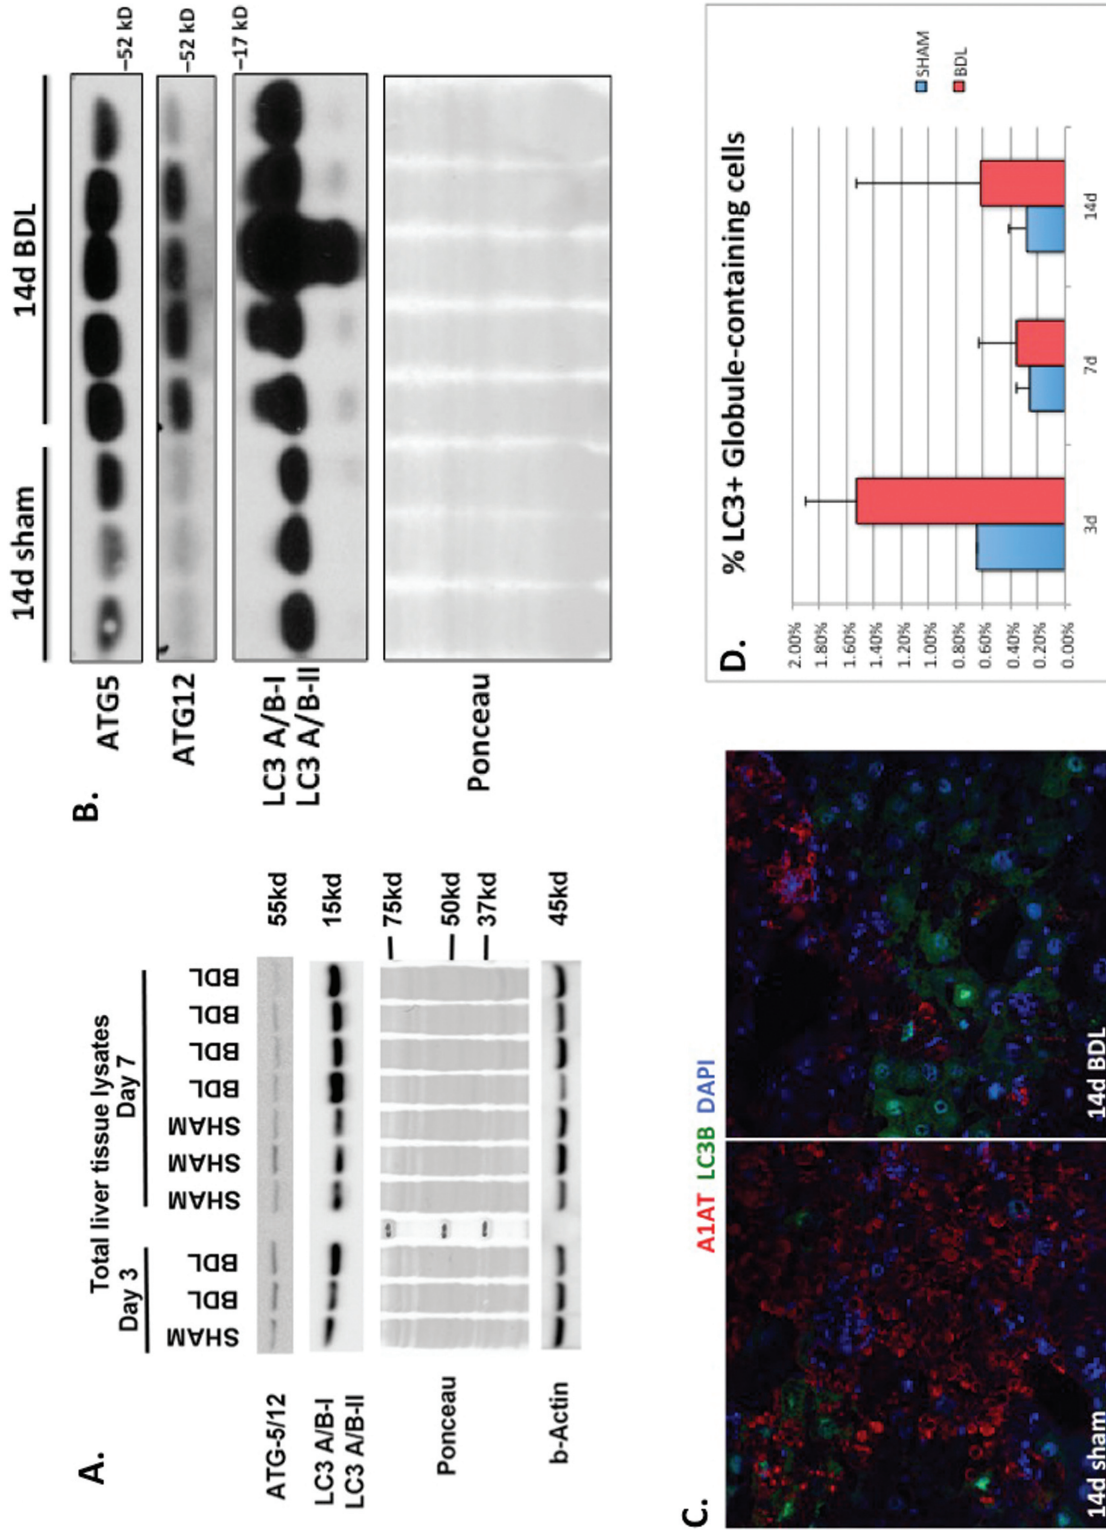 A.
Total liver tissue lysates
Day 3 Day 7
SHAM BDL BDL SHAM SHAM SHAM BDL BDL BDL BDL
ATG-5/12 55kd
LC3 A/B-I 15kd
LC3 A/B-II
Ponceau
75kd
50kd
37kd
b-Actin 45kd
B.
14d sham 14d BDL
ATG5 –52 kD
ATG12 –52 kD
LC3 A/B-I –17 kD
LC3 A/B-II
Ponceau
C.
A1AT LC3B DAPI
14d sham 14d BDL
D.
% LC3+ Globule-containing cells
2.00%
1.80%
1.60%
1.40%
1.20%
1.00%
0.80%
0.60%
0.40%
0.20%
0.00%
3d 7d 14d
SHAM
BDL